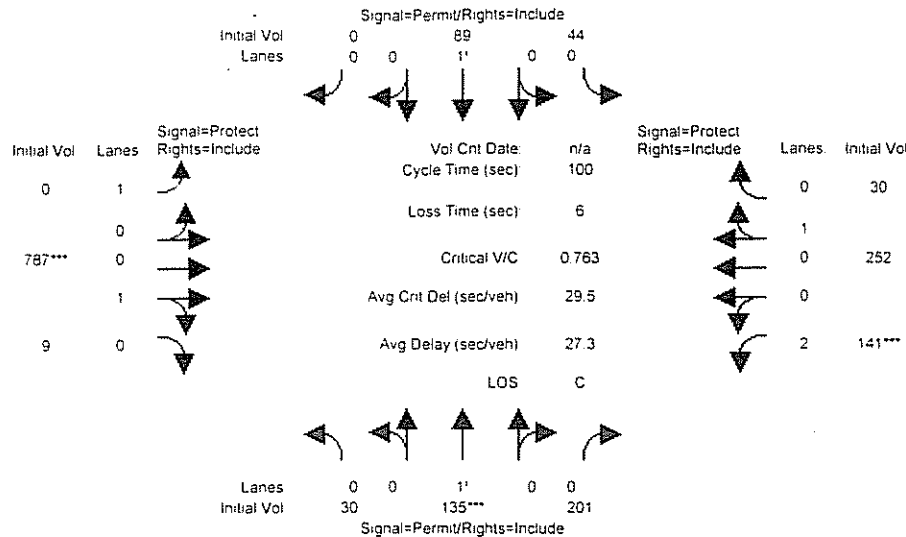 Signal=Permit/Rights=Include
Initial Vol 0 89 44
Lanes 0 0 1' 0 0
Signal=Protect
Initial Vol Lanes Rights=Include
Vol Cnt Date: n/a
Signal=Protect
Rights=Include Lanes Initial Vol
Cycle Time (sec) 100
0 1
0 30
Loss Time (sec) 6
0
1
787*** 0
Critical V/C 0.763
0 252
1
Avg Crit Del (sec/veh) 29.5
0
9 0
Avg Delay (sec/veh) 27.3
2 141***
LOS C
Lanes 0 0 1' 0 0
Initial Vol 30 135*** 201
Signal=Permit/Rights=Include